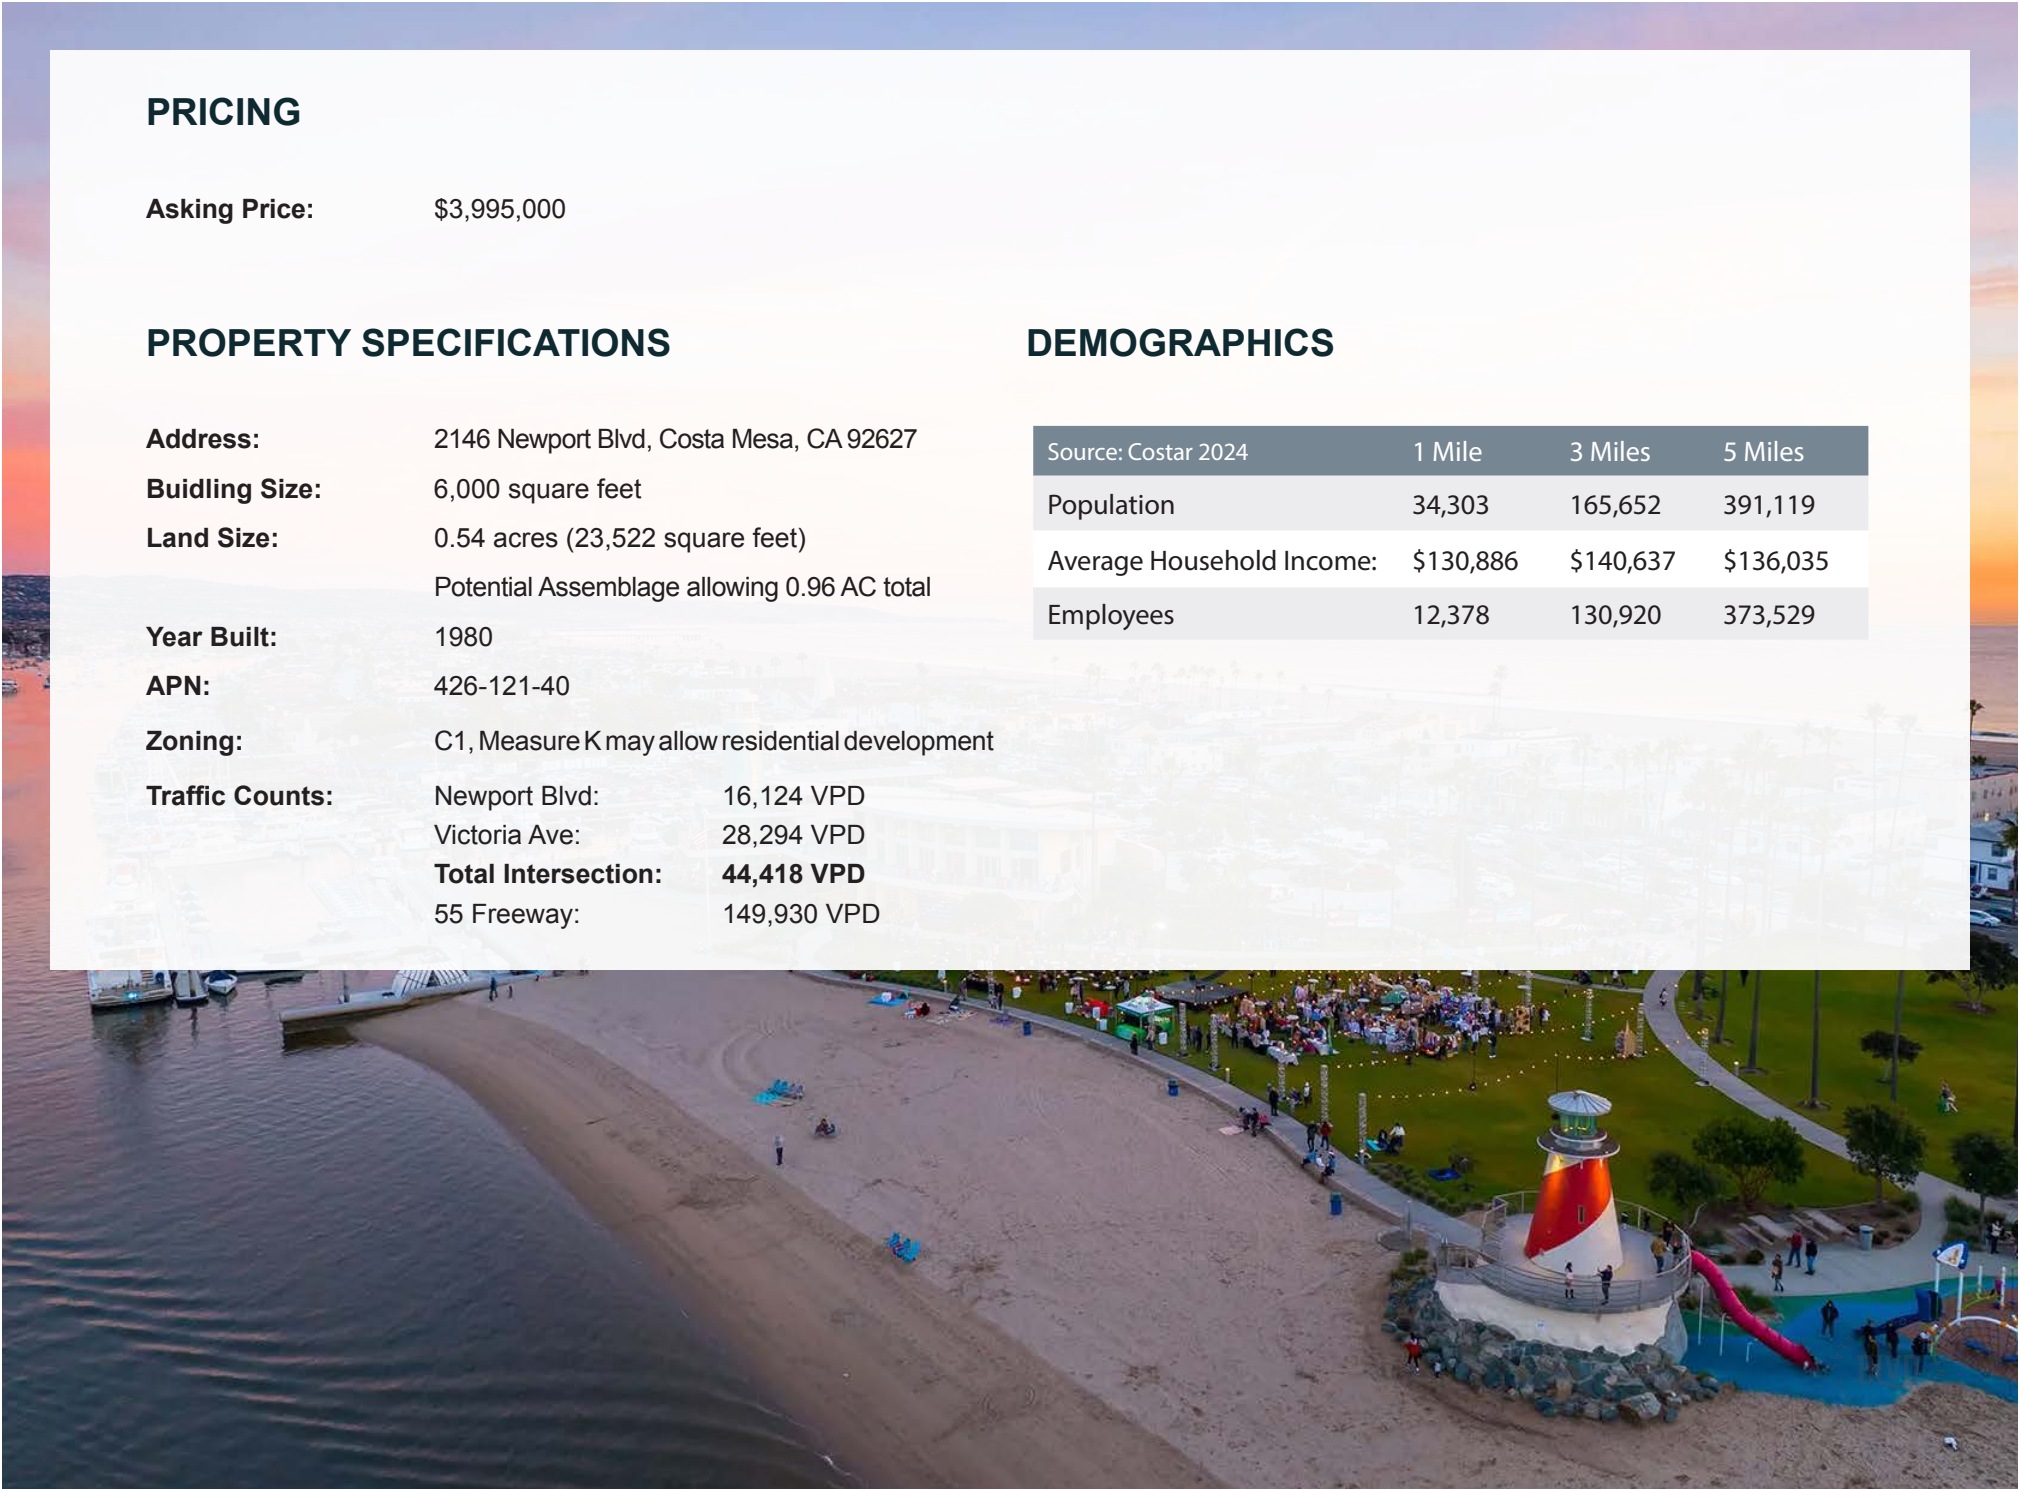 PRICING
Asking Price: $3,995,000
PROPERTY SPECIFICATIONS
Address: 2146 Newport Blvd, Costa Mesa, CA 92627
Buidling Size: 6,000 square feet
Land Size: 0.54 acres (23,522 square feet)
Potential Assemblage allowing 0.96 AC total
Year Built: 1980
APN: 426-121-40
Zoning: C1, Measure K may allow residential development
Traffic Counts: Newport Blvd: 16,124 VPD
Victoria Ave: 28,294 VPD
Total Intersection: 44,418 VPD
55 Freeway: 149,930 VPD
DEMOGRAPHICS
Source: Costar 2024 1 Mile 3 Miles 5 Miles
Population 34,303 165,652 391,119
Average Household Income: $130,886 $140,637 $136,035
Employees 12,378 130,920 373,529